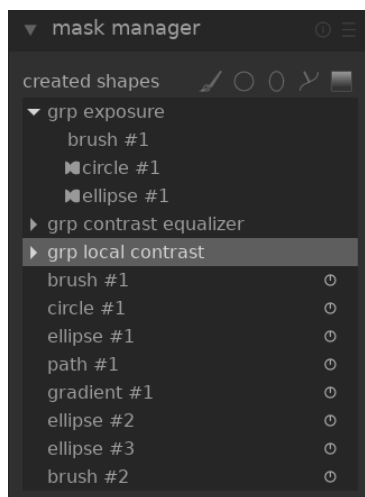 mask manager
created shapes
grp exposure
brush #1
circle #1
ellipse #1
grp contrast equalizer
grp local contrast
brush #1
circle #1
ellipse #1
path #1
gradient #1
ellipse #2
ellipse #3
brush #2